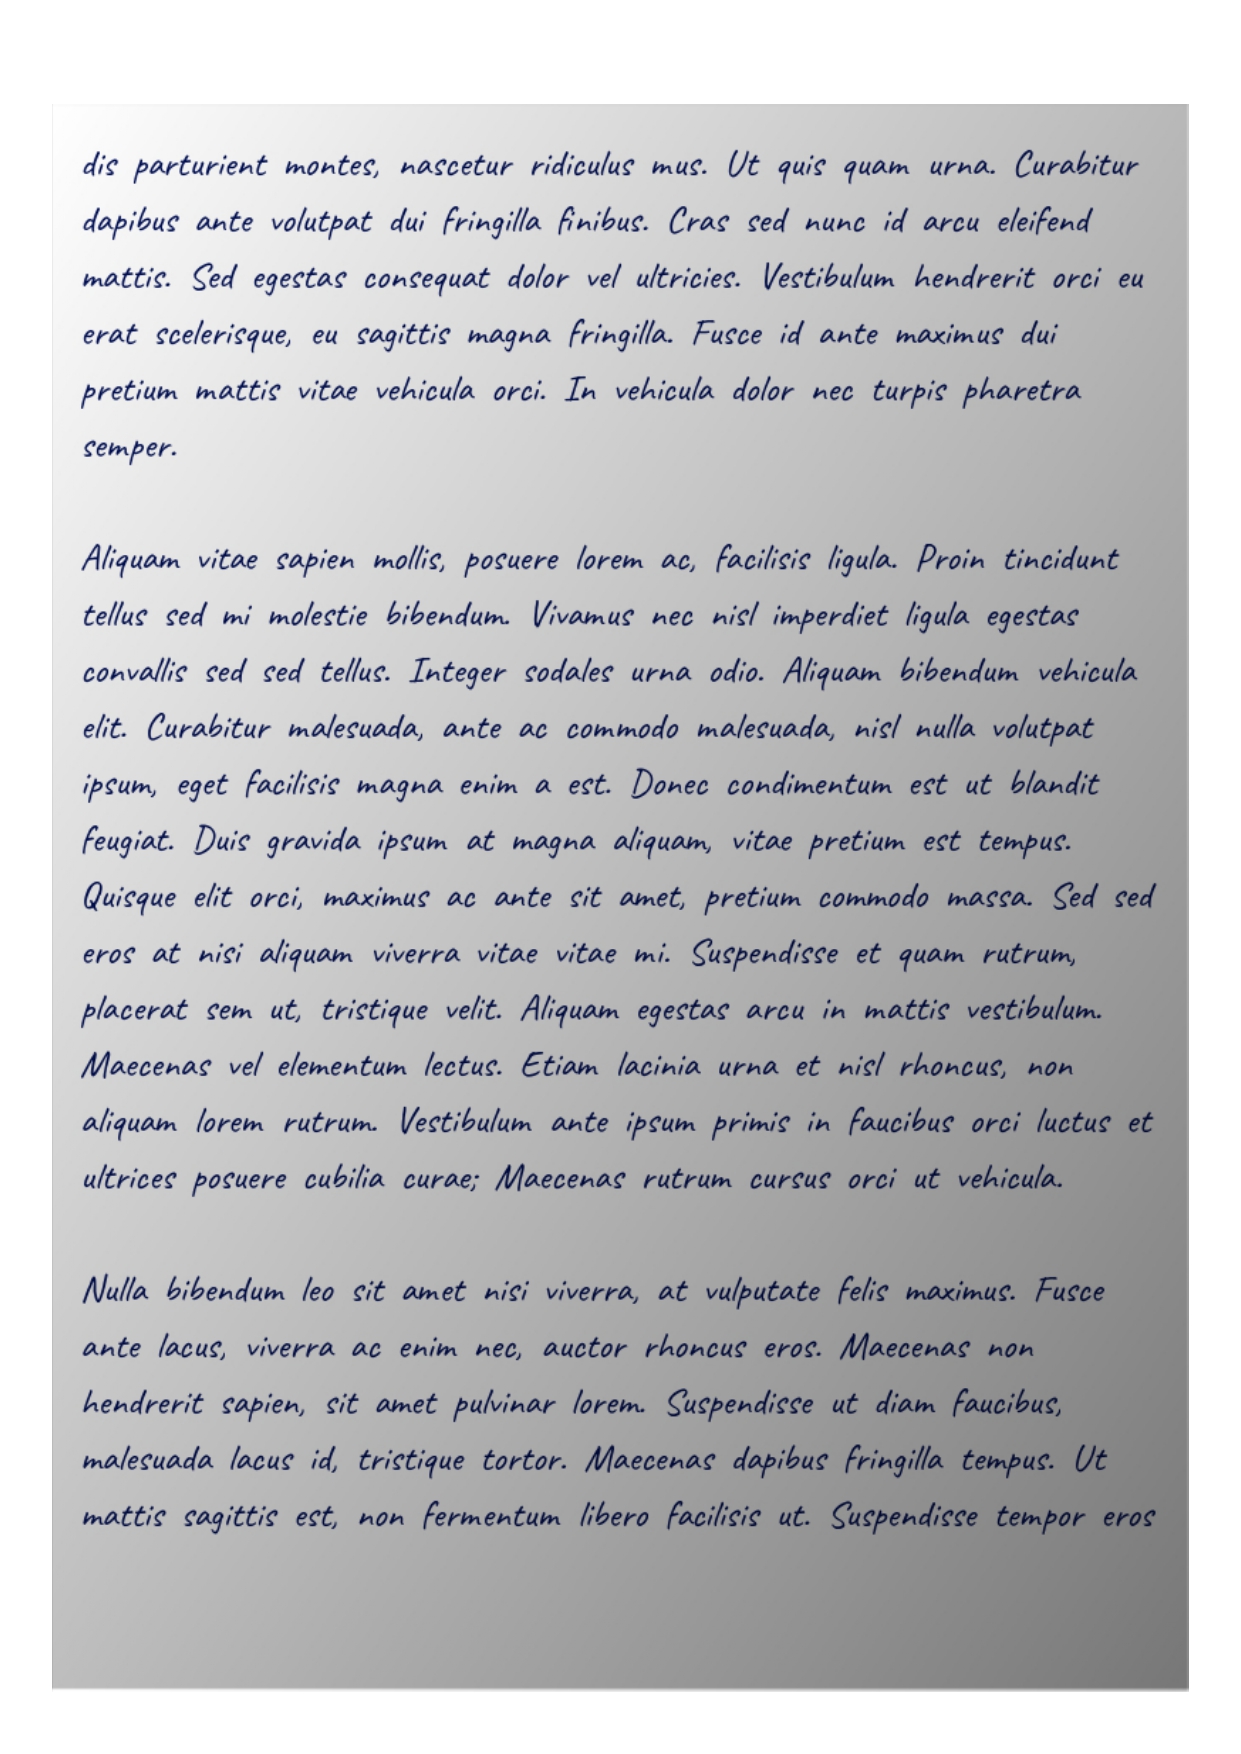 dis parturient montes, nascetur ridiculus mus. Ut quis quam urna. Curabitur
dapibus ante volutpat dui fringilla finibus. Cras sed nunc id arcu eleifend
mattis. Sed egestas consequat dolor vel ultricies. Vestibulum hendrerit orci eu
erat scelerisque, eu sagittis magna fringilla. Fusce id ante maximus dui
pretium mattis vitae vehicula orci. In vehicula dolor nec turpis pharetra
semper.
Aliquam vitae sapien mollis, posuere lorem ac, facilisis ligula. Proin tincidunt
tellus sed mi molestie bibendum. Vivamus nec nisl imperdiet ligula egestas
convallis sed sed tellus. Integer sodales urna odio. Aliquam bibendum vehicula
elit. Curabitur malesuada, ante ac commodo malesuada, nisl nulla volutpat
ipsum, eget facilisis magna enim a est. Donec condimentum est ut blandit
feugiat. Duis gravida ipsum at magna aliquam, vitae pretium est tempus.
Quisque elit orci, maximus ac ante sit amet, pretium commodo massa. Sed sed
eros at nisi aliquam viverra vitae vitae mi. Suspendisse et quam rutrum,
placerat sem ut, tristique velit. Aliquam egestas arcu in mattis vestibulum.
Maecenas vel elementum lectus. Etiam lacinia urna et nisl rhoncus, non
aliquam lorem rutrum. Vestibulum ante ipsum primis in faucibus orci luctus et
ultrices posuere cubilia curae; Maecenas rutrum cursus orci ut vehicula.
Nulla bibendum leo sit amet nisi viverra, at vulputate felis maximus. Fusce
ante lacus, viverra ac enim nec, auctor rhoncus eros. Maecenas non
hendrerit sapien, sit amet pulvinar lorem. Suspendisse ut diam faucibus,
malesuada lacus id, tristique tortor. Maecenas dapibus fringilla tempus. Ut
mattis sagittis est, non fermentum libero facilisis ut. Suspendisse tempor eros